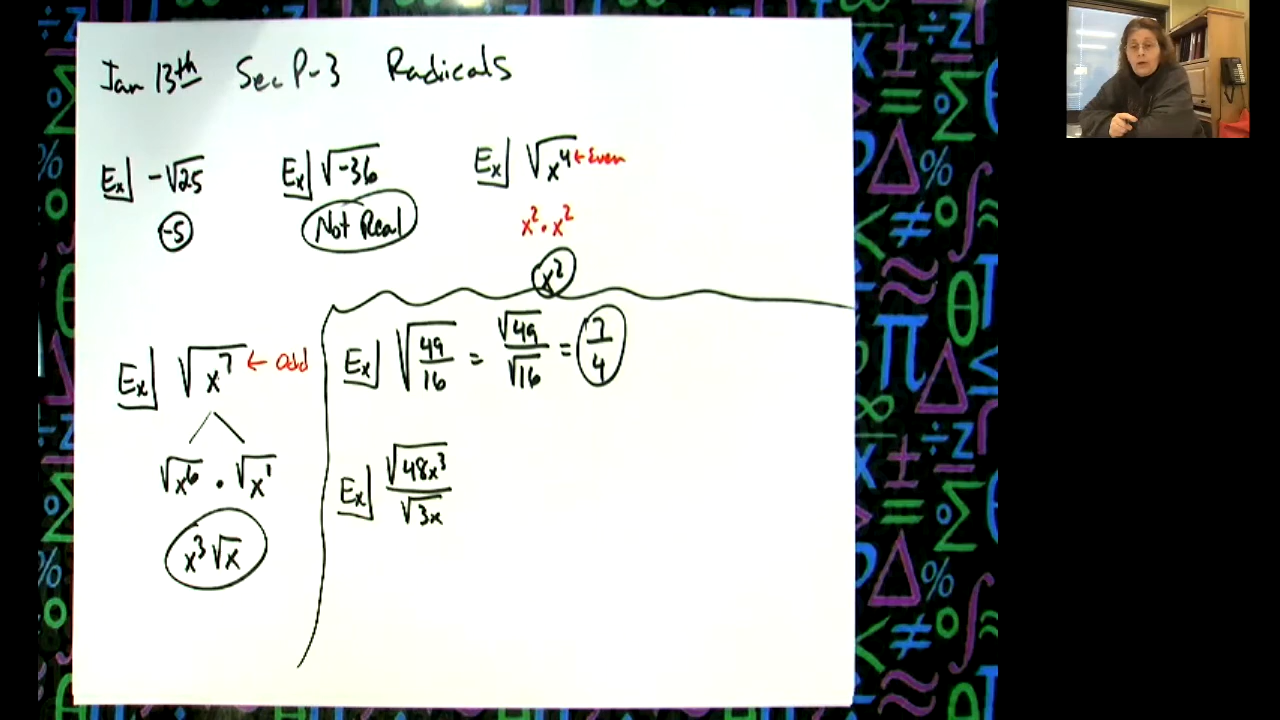 Jan 13th Sec P-3 Radicals
Ex -√25
-5
Ex √-36
Not Real
Ex √x⁴ ← Even
x² · x²
x²
Ex √x⁷ ← odd
√x⁶ · √x¹
x³√x
Ex √(49/16) = √49/√16 = 7/4
Ex √48x³/√3x